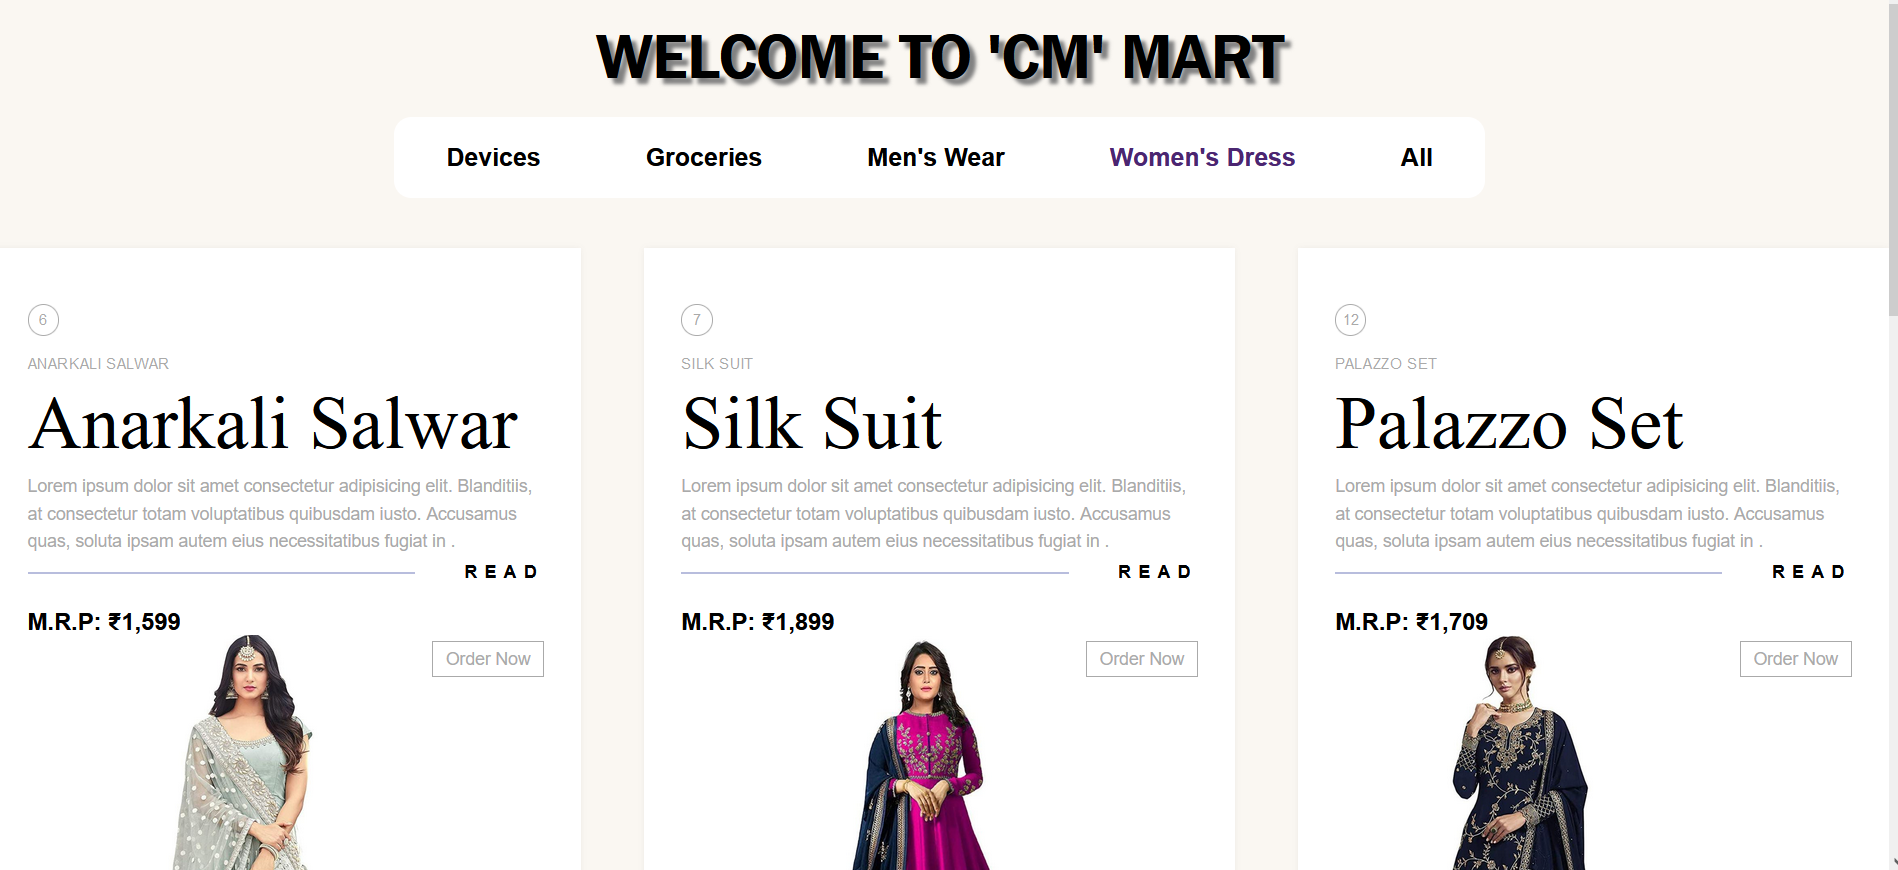 WELCOME TO 'CM' MART
Devices Groceries Men's Wear Women's Dress All
6
ANARKALI SALWAR
Anarkali Salwar
Lorem ipsum dolor sit amet consectetur adipisicing elit. Blanditiis,
at consectetur totam voluptatibus quibusdam iusto. Accusamus
quas, soluta ipsam autem eius necessitatibus fugiat in .
READ
M.R.P: ₹1,599
Order Now
7
SILK SUIT
Silk Suit
Lorem ipsum dolor sit amet consectetur adipisicing elit. Blanditiis,
at consectetur totam voluptatibus quibusdam iusto. Accusamus
quas, soluta ipsam autem eius necessitatibus fugiat in .
READ
M.R.P: ₹1,899
Order Now
12
PALAZZO SET
Palazzo Set
Lorem ipsum dolor sit amet consectetur adipisicing elit. Blanditiis,
at consectetur totam voluptatibus quibusdam iusto. Accusamus
quas, soluta ipsam autem eius necessitatibus fugiat in .
READ
M.R.P: ₹1,709
Order Now